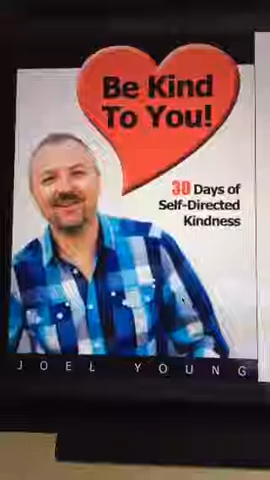 Be Kind
To You!
30 Days of
Self-Directed
Kindness
JOEL YOUNG